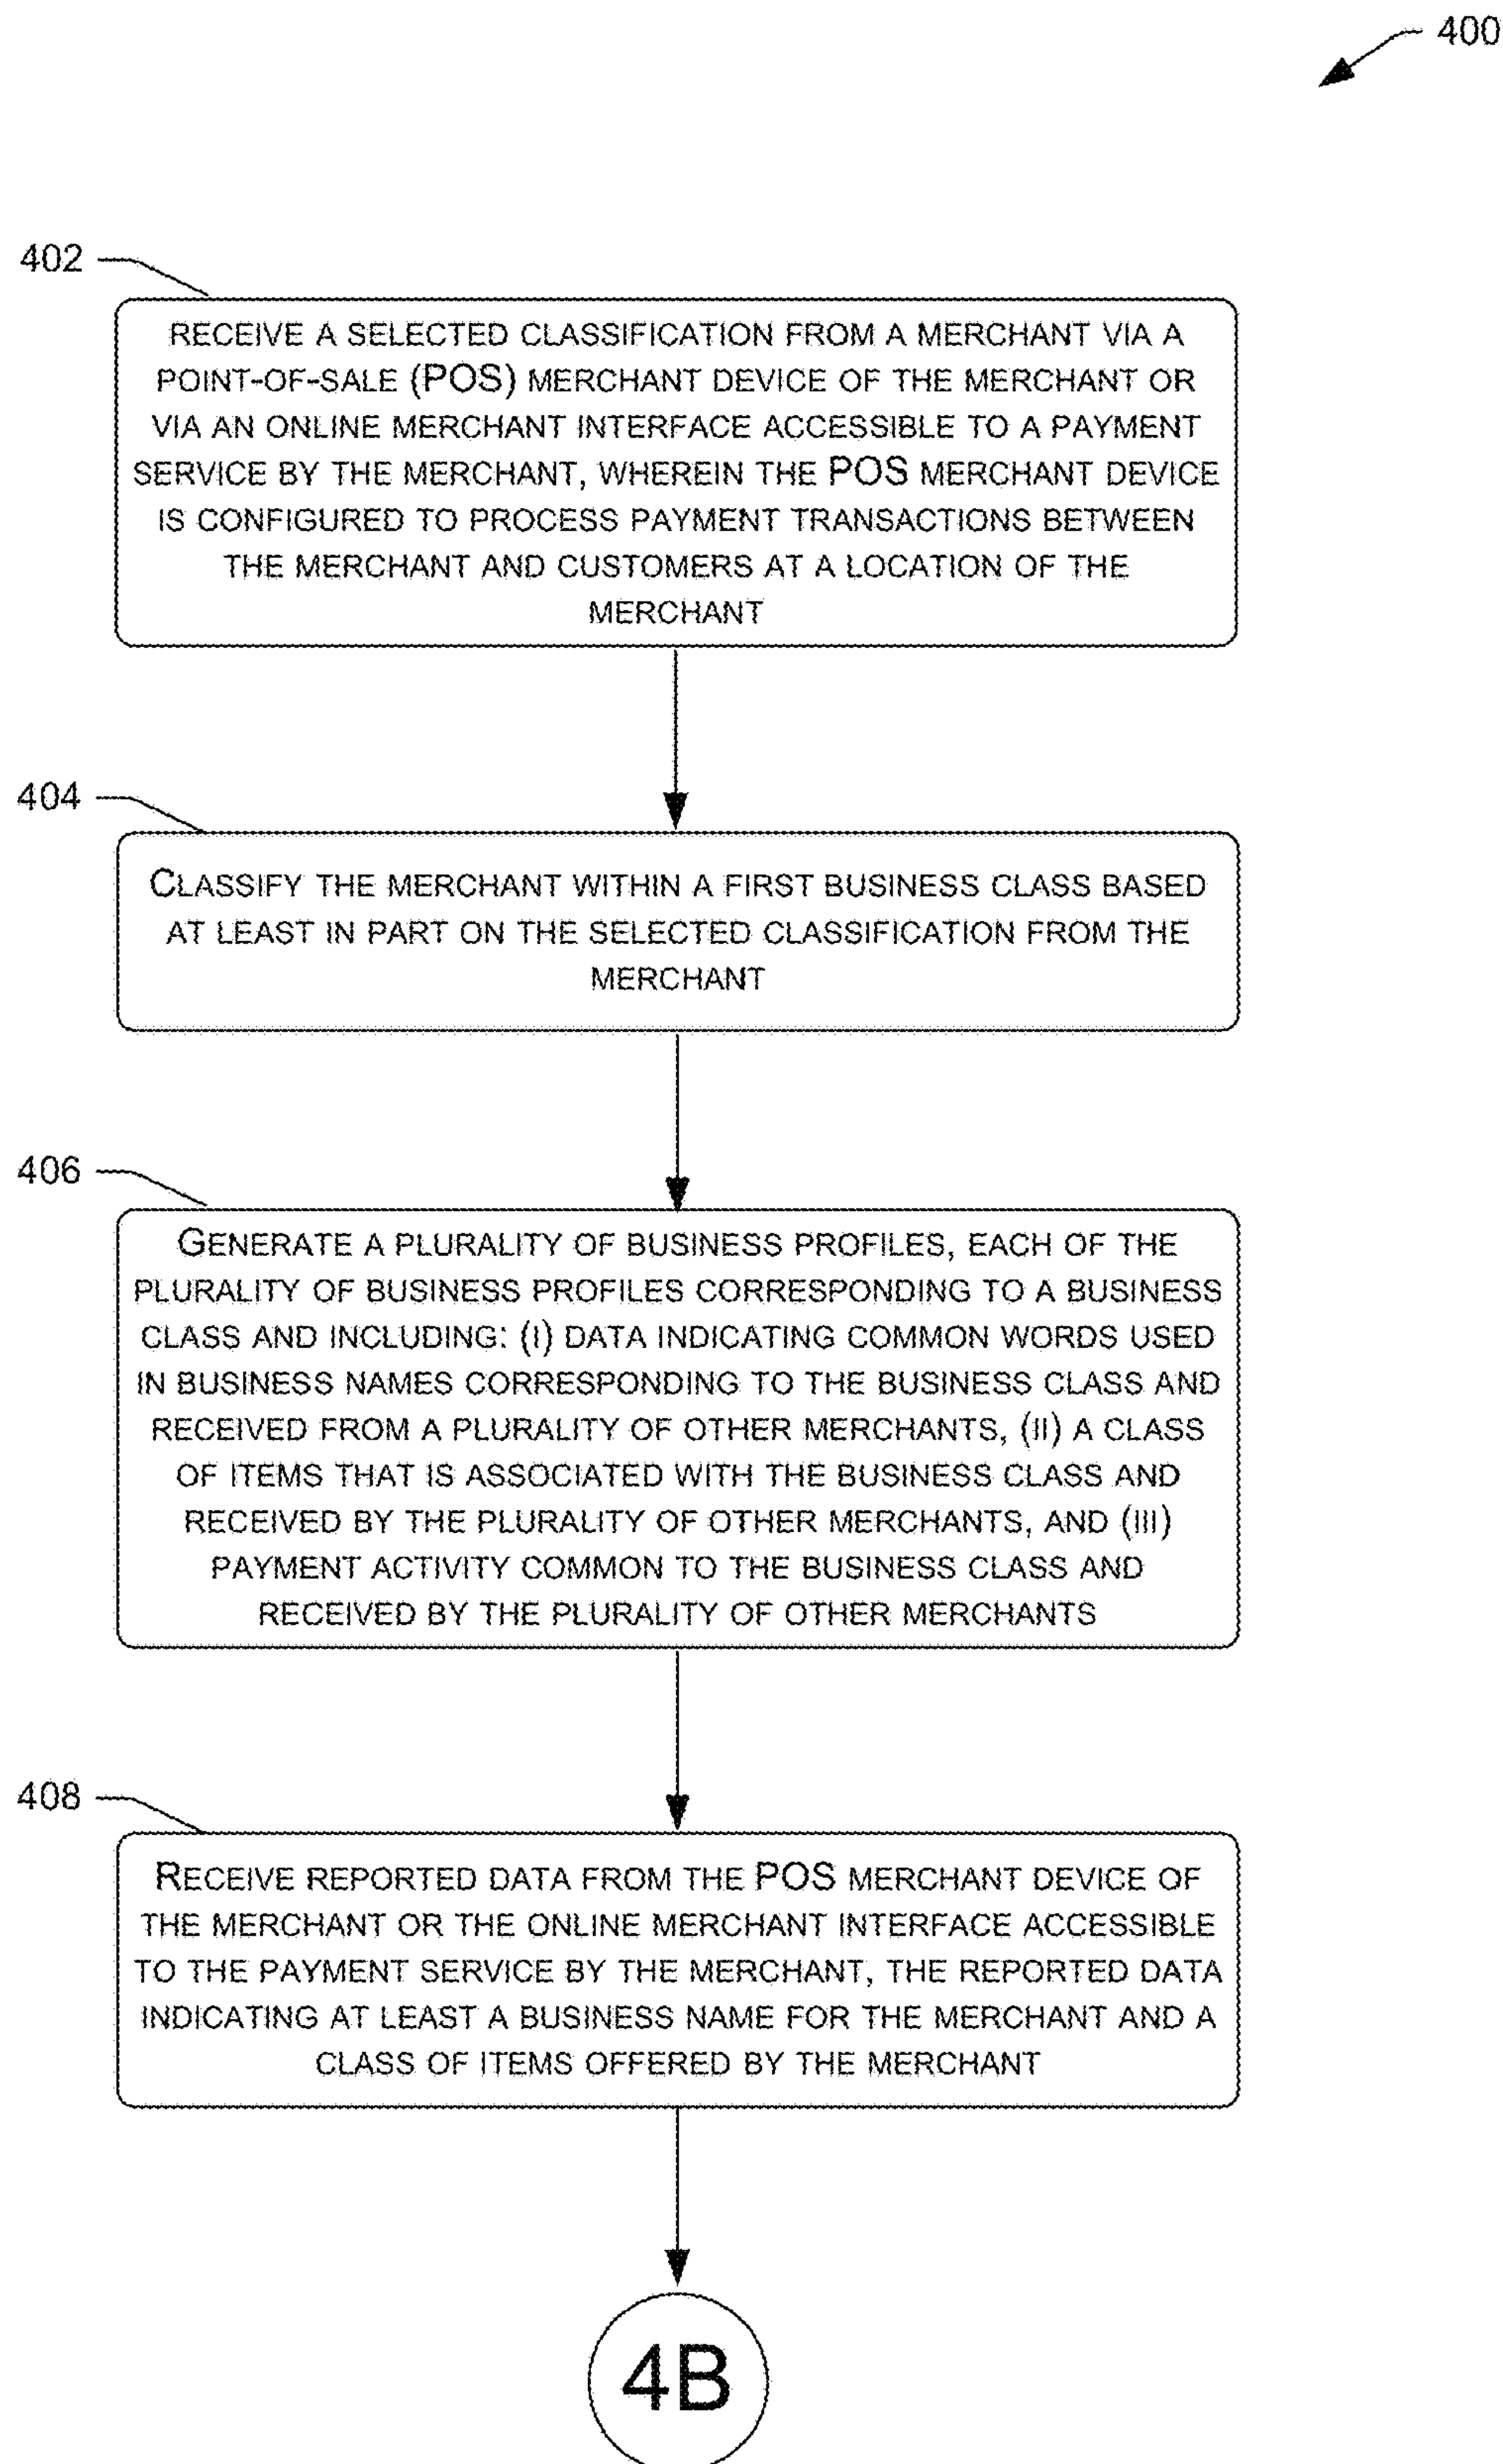 400
402
RECEIVE A SELECTED CLASSIFICATION FROM A MERCHANT VIA A
POINT-OF-SALE (POS) MERCHANT DEVICE OF THE MERCHANT OR
VIA AN ONLINE MERCHANT INTERFACE ACCESSIBLE TO A PAYMENT
SERVICE BY THE MERCHANT, WHEREIN THE POS MERCHANT DEVICE
IS CONFIGURED TO PROCESS PAYMENT TRANSACTIONS BETWEEN
THE MERCHANT AND CUSTOMERS AT A LOCATION OF THE
MERCHANT
404
CLASSIFY THE MERCHANT WITHIN A FIRST BUSINESS CLASS BASED
AT LEAST IN PART ON THE SELECTED CLASSIFICATION FROM THE
MERCHANT
406
GENERATE A PLURALITY OF BUSINESS PROFILES, EACH OF THE
PLURALITY OF BUSINESS PROFILES CORRESPONDING TO A BUSINESS
CLASS AND INCLUDING: (I) DATA INDICATING COMMON WORDS USED
IN BUSINESS NAMES CORRESPONDING TO THE BUSINESS CLASS AND
RECEIVED FROM A PLURALITY OF OTHER MERCHANTS, (II) A CLASS
OF ITEMS THAT IS ASSOCIATED WITH THE BUSINESS CLASS AND
RECEIVED BY THE PLURALITY OF OTHER MERCHANTS, AND (III)
PAYMENT ACTIVITY COMMON TO THE BUSINESS CLASS AND
RECEIVED BY THE PLURALITY OF OTHER MERCHANTS
408
RECEIVE REPORTED DATA FROM THE POS MERCHANT DEVICE OF
THE MERCHANT OR THE ONLINE MERCHANT INTERFACE ACCESSIBLE
TO THE PAYMENT SERVICE BY THE MERCHANT, THE REPORTED DATA
INDICATING AT LEAST A BUSINESS NAME FOR THE MERCHANT AND A
CLASS OF ITEMS OFFERED BY THE MERCHANT
4B